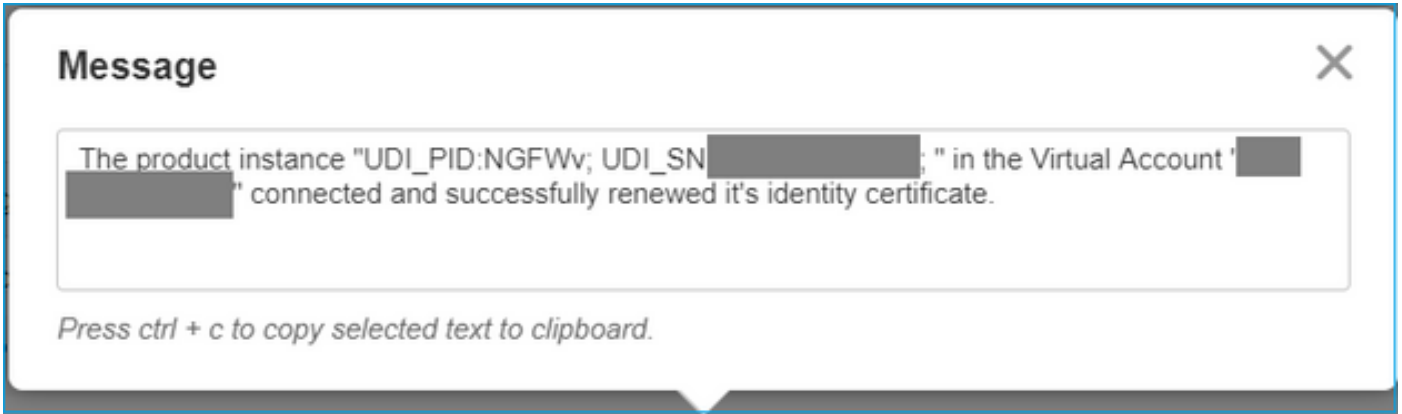 Message
The product instance "UDI_PID:NGFWv; UDI_SN ; " in the Virtual Account "
" connected and successfully renewed it's identity certificate.
Press ctrl + c to copy selected text to clipboard.